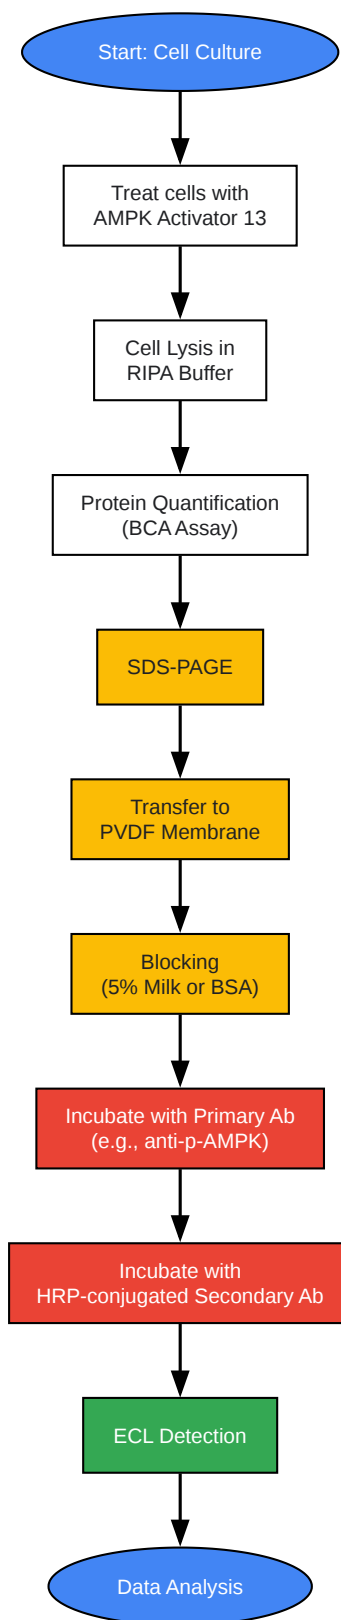 Start: Cell Culture
Treat cells with
AMPK Activator 13
Cell Lysis in
RIPA Buffer
Protein Quantification
(BCA Assay)
SDS-PAGE
Transfer to
PVDF Membrane
Blocking
(5% Milk or BSA)
Incubate with Primary Ab
(e.g., anti-p-AMPK)
Incubate with
HRP-conjugated Secondary Ab
ECL Detection
Data Analysis